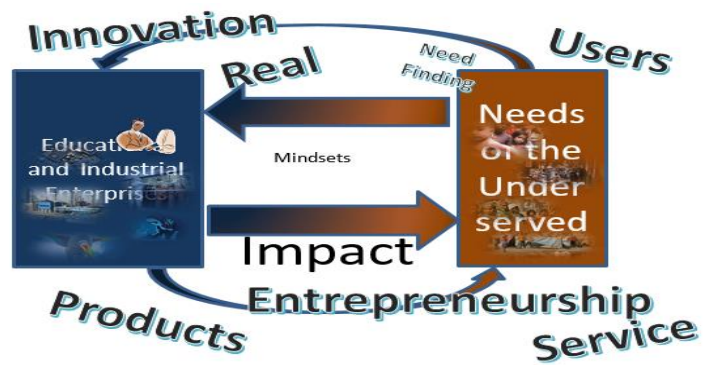 Innovation
Users
Need
Finding
Real
Needs
of the
Under
served
Mindsets
and Industrial
Impact
Entrepreneurship
Products
Service